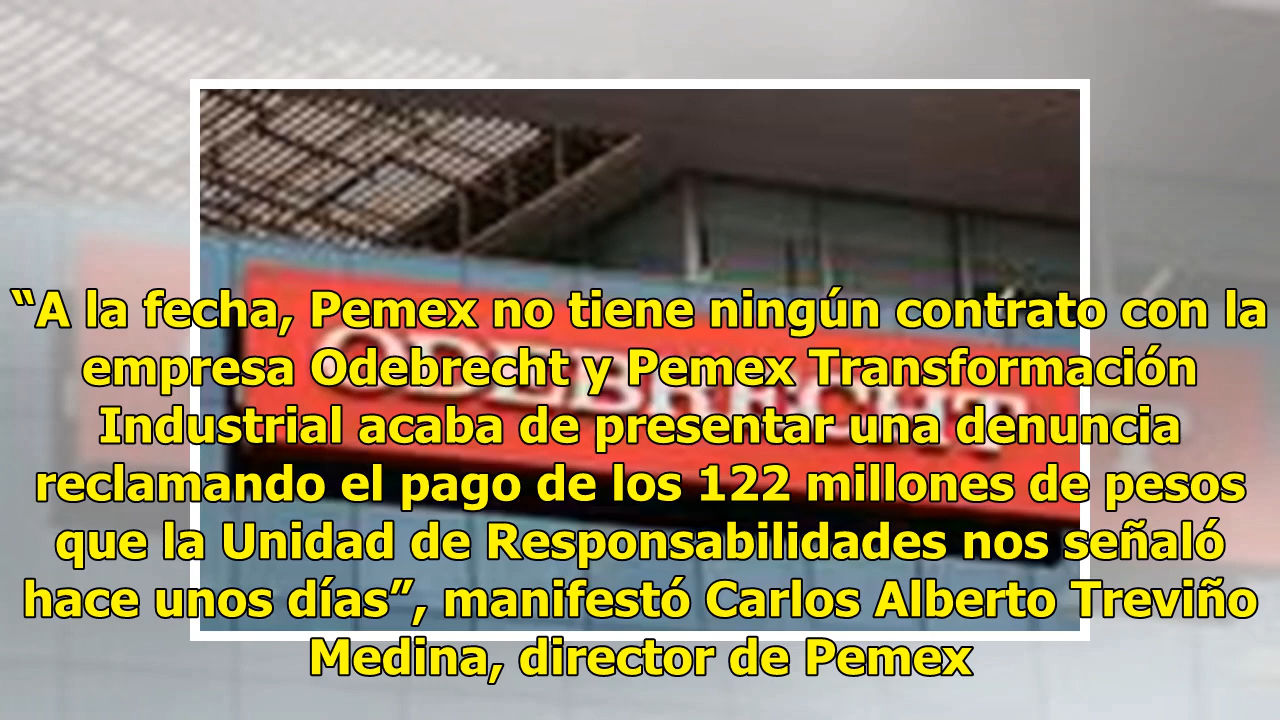 ODEBRECHT
“A la fecha, Pemex no tiene ningún contrato con la
empresa Odebrecht y Pemex Transformación
Industrial acaba de presentar una denuncia
reclamando el pago de los 122 millones de pesos
que la Unidad de Responsabilidades nos señaló
hace unos días”, manifestó Carlos Alberto Treviño
Medina, director de Pemex